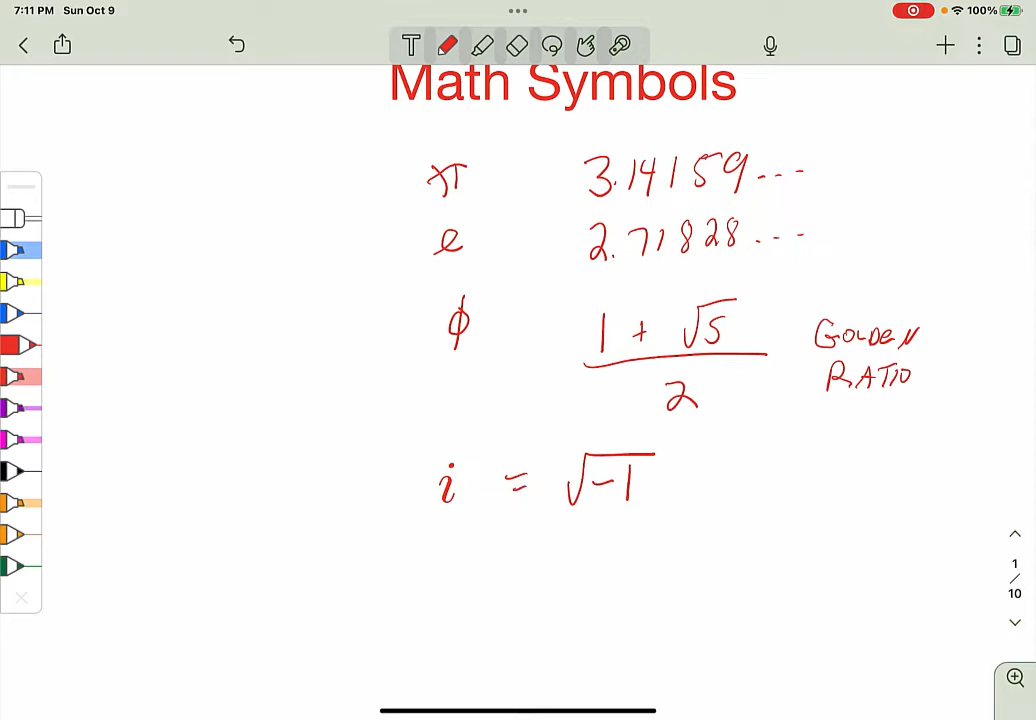 7:11 PM Sun Oct 9
100%
T
Math Symbols
π 3.14159...
e 2.71828...
ϕ 1 + √5
2
GOLDEN
RATIO
i = √-1
1
/
10